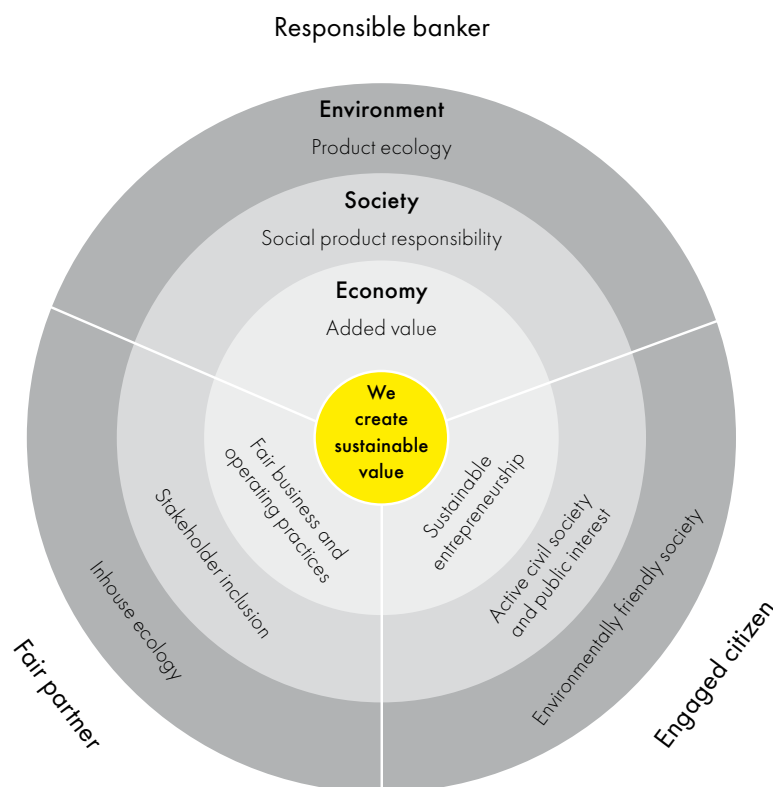 Responsible banker
Environment
Product ecology
Society
Social product responsibility
Economy
Added value
We
create
sustainable
value
Fair business and
operating practices
Stakeholder inclusion
Inhouse ecology
Fair partner
Sustainable
entrepreneurship
Active civil society
and public interest
Environmentally friendly society
Engaged citizen